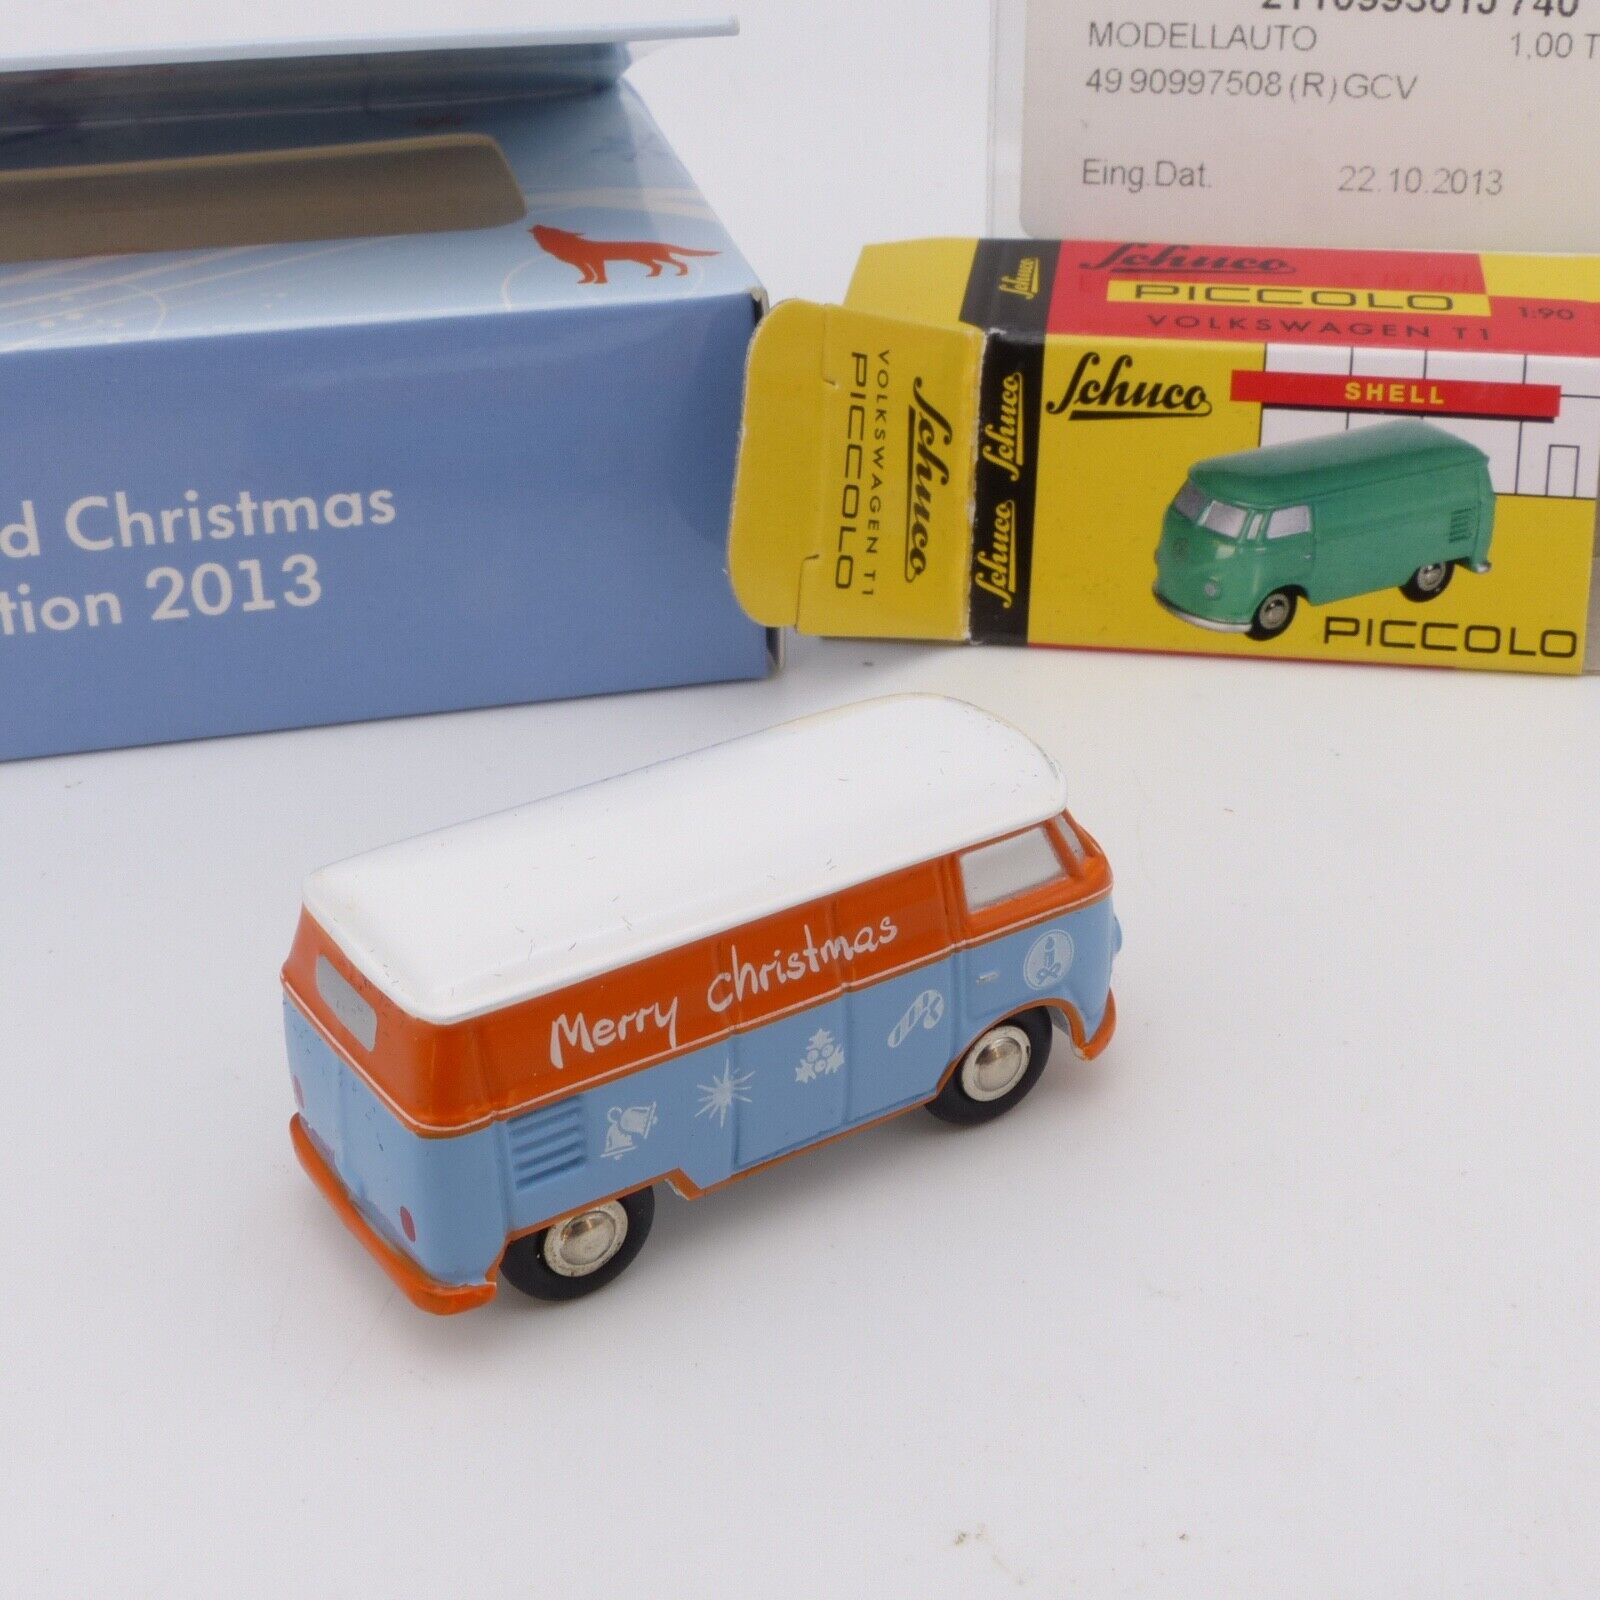 MODELLAUTO 1,00 T
49 90997508 (R) GCV
Eing.Dat. 22.10.2013
d Christmas
tion 2013
Schuco
Schuco
PICCOLO
VOLKSWAGEN T1
1:90
Schuco
VOLKSWAGEN T1
PICCOLO
Schuco
Schuco
Schuco
SHELL
PICCOLO
Merry Christmas